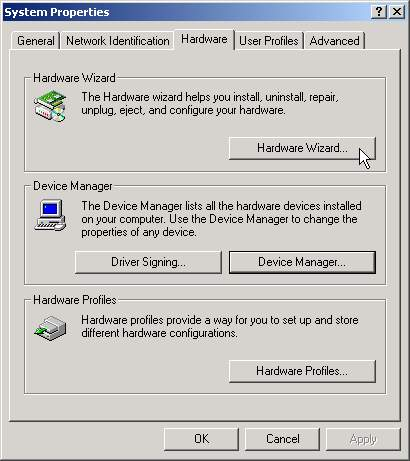 System Properties
General
Network Identification
Hardware
User Profiles
Advanced
Hardware Wizard
The Hardware wizard helps you install, uninstall, repair,
unplug, eject, and configure your hardware.
Hardware Wizard...
Device Manager
The Device Manager lists all the hardware devices installed
on your computer. Use the Device Manager to change the
properties of any device.
Driver Signing...
Device Manager...
Hardware Profiles
Hardware profiles provide a way for you to set up and store
different hardware configurations.
Hardware Profiles...
OK
Cancel
Apply